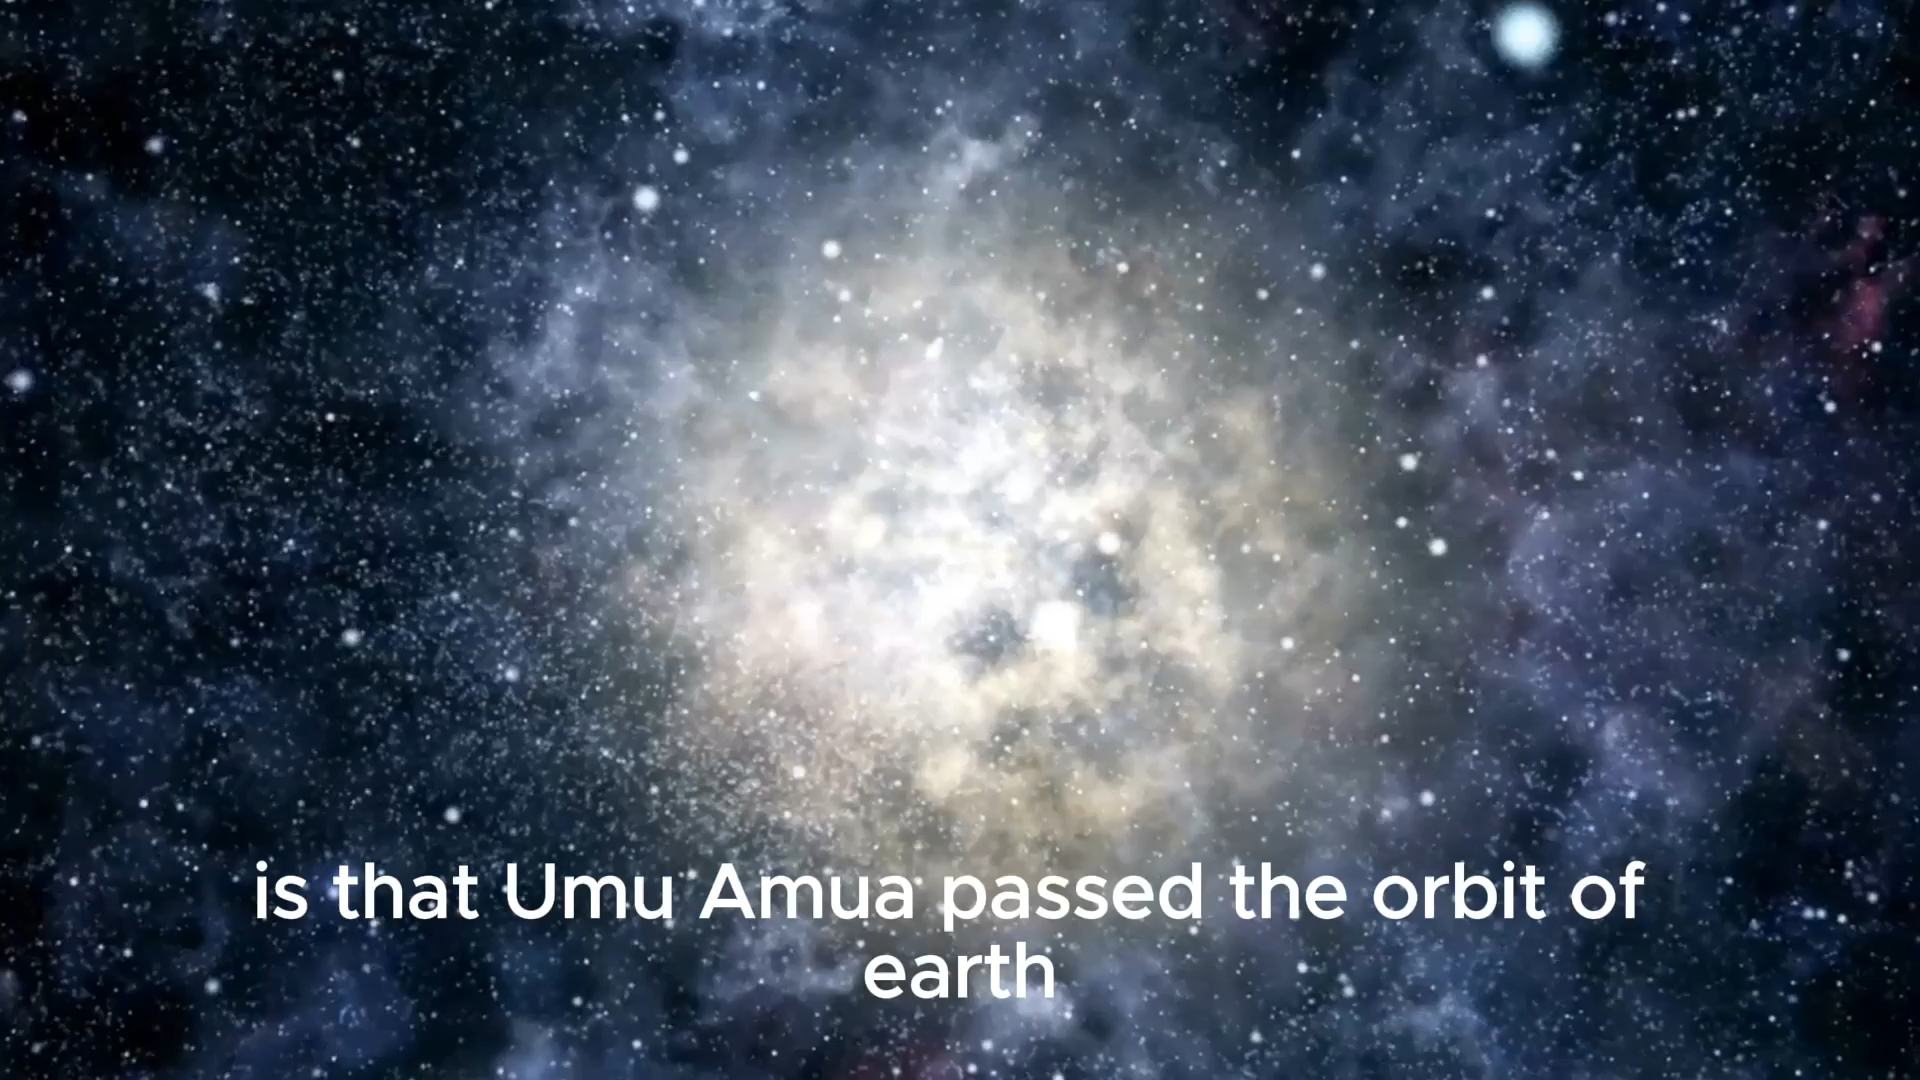 is that Umu Amua passed the orbit of
earth